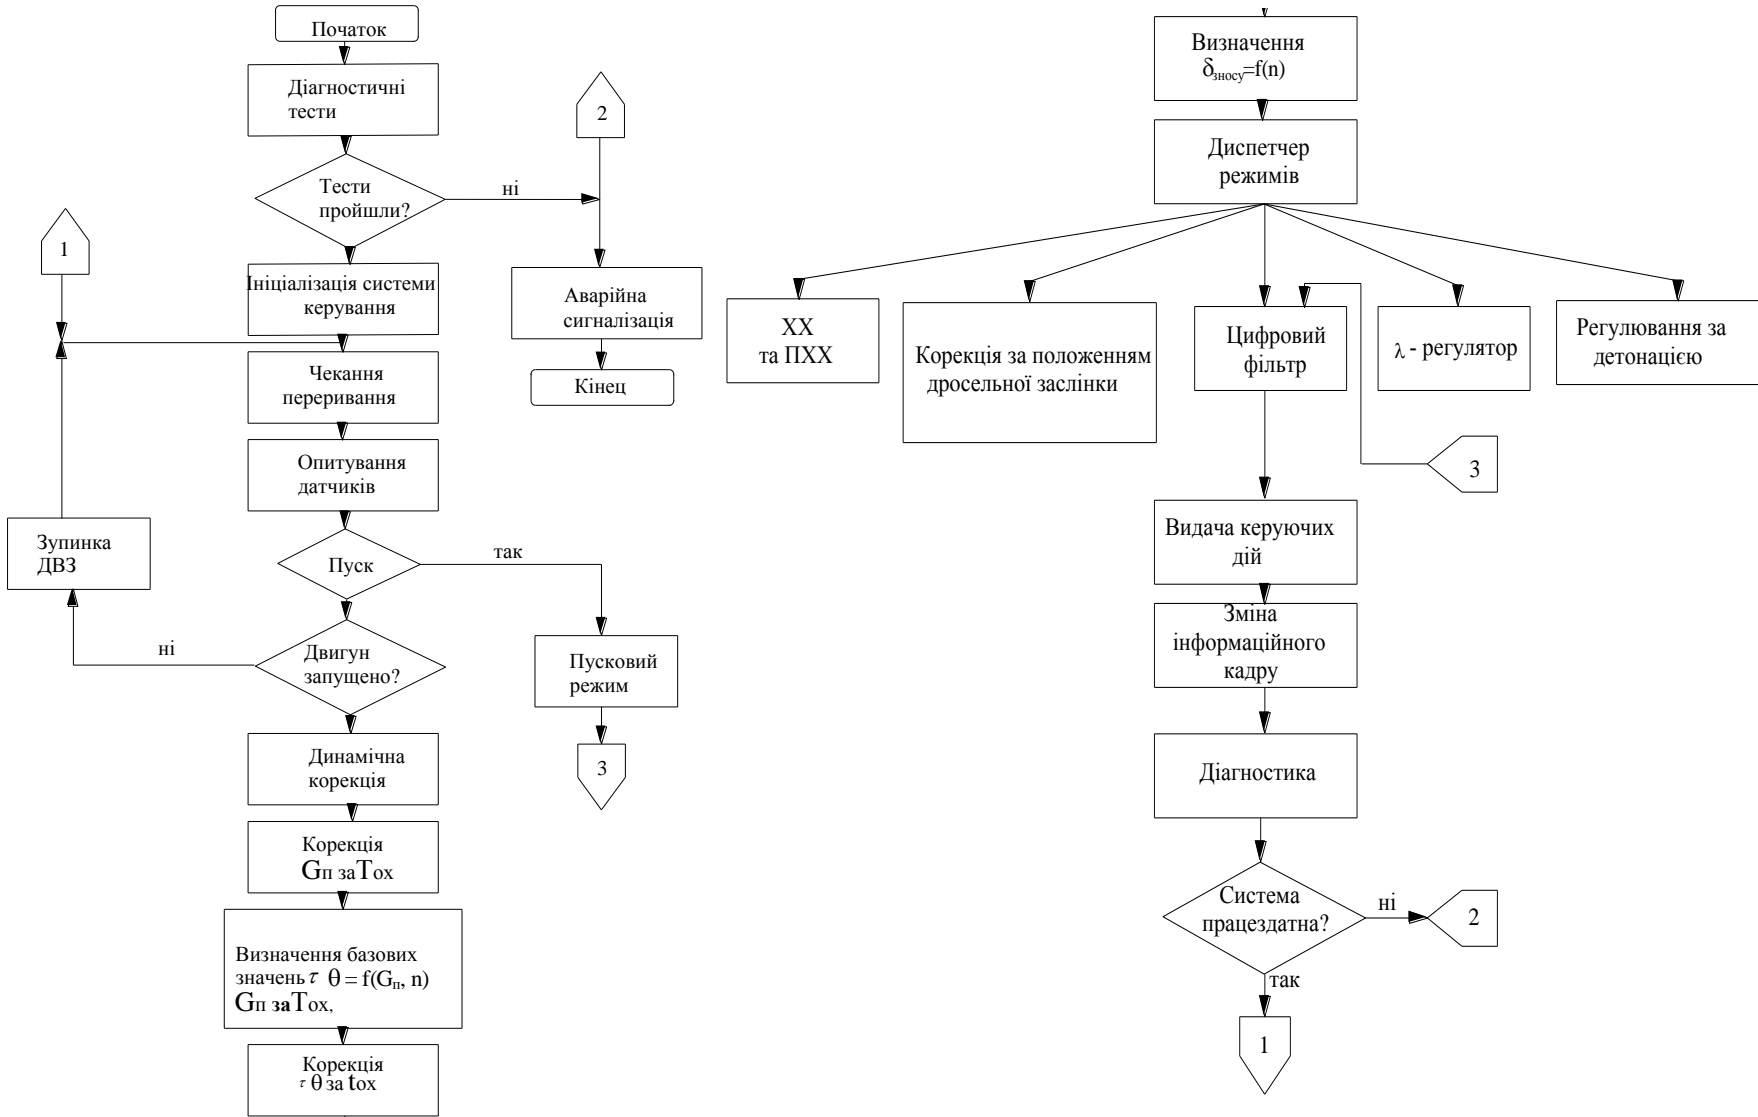 Початок
Діагностичні
тести
Тести
пройшли?
ні
2
1
Ініціалізація системи
керування
Аварійна
сигналізація
Кінец
Чекання
переривання
Опитування
датчиків
Зупинка
ДВЗ
Пуск
так
ні
Двигун
запущено?
Пусковий
режим
3
Динамічна
корекція
Корекція
Gп за Tох
Визначення базових
значень τ θ = f(Gп, n)
Gп за Tох,
Корекція
τ θ за tох
Визначення
δзносу=f(n)
Диспетчер
режимів
ХХ
та ПХХ
Корекція за положенням
дросельної заслінки
Цифровий
фільтр
λ - регулятор
Регулювання за
детонацією
3
Видача керуючих
дій
Зміна
інформаційного
кадру
Діагностика
Система
працездатна?
ні
2
так
1